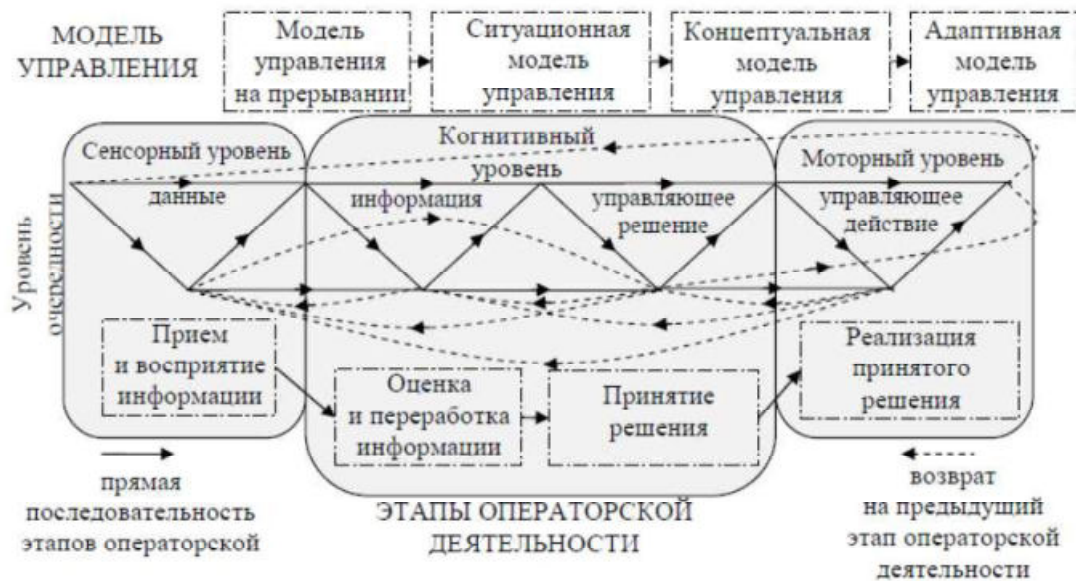 МОДЕЛЬ
УПРАВЛЕНИЯ
Модель
управления
на прерывании
Ситуационная
модель
управления
Концептуальная
модель
управления
Адаптивная
модель
управления
Сенсорный уровень
Когнитивный
уровень
Моторный уровень
данные
информация
управляющее
решение
управляющее
действие
Уровень
очередности
Прием
и восприятие
информации
Оценка
и переработка
информации
Принятие
решения
Реализация
принятого
решения
прямая
последовательность
этапов операторской
ЭТАПЫ ОПЕРАТОРСКОЙ
ДЕЯТЕЛЬНОСТИ
возврат
на предыдущий
этап операторской
деятельности